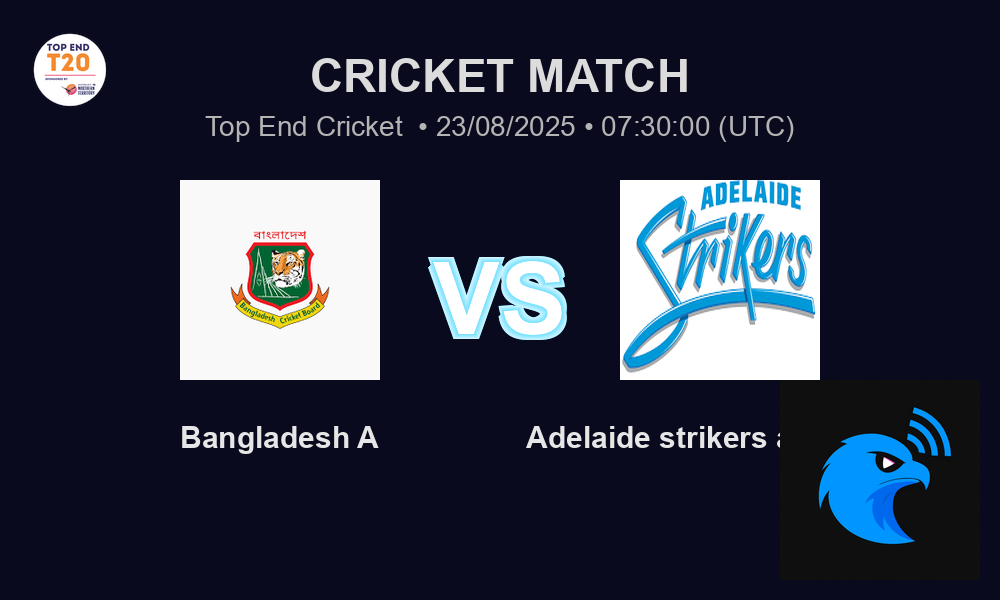 TOP END
T20
CRICKET MATCH
Top End Cricket • 23/08/2025 • 07:30:00 (UTC)
ADELAIDE
Strikers
বাংলাদেশ
Bangladesh Cricket Board
VS
Bangladesh A
Adelaide strikers